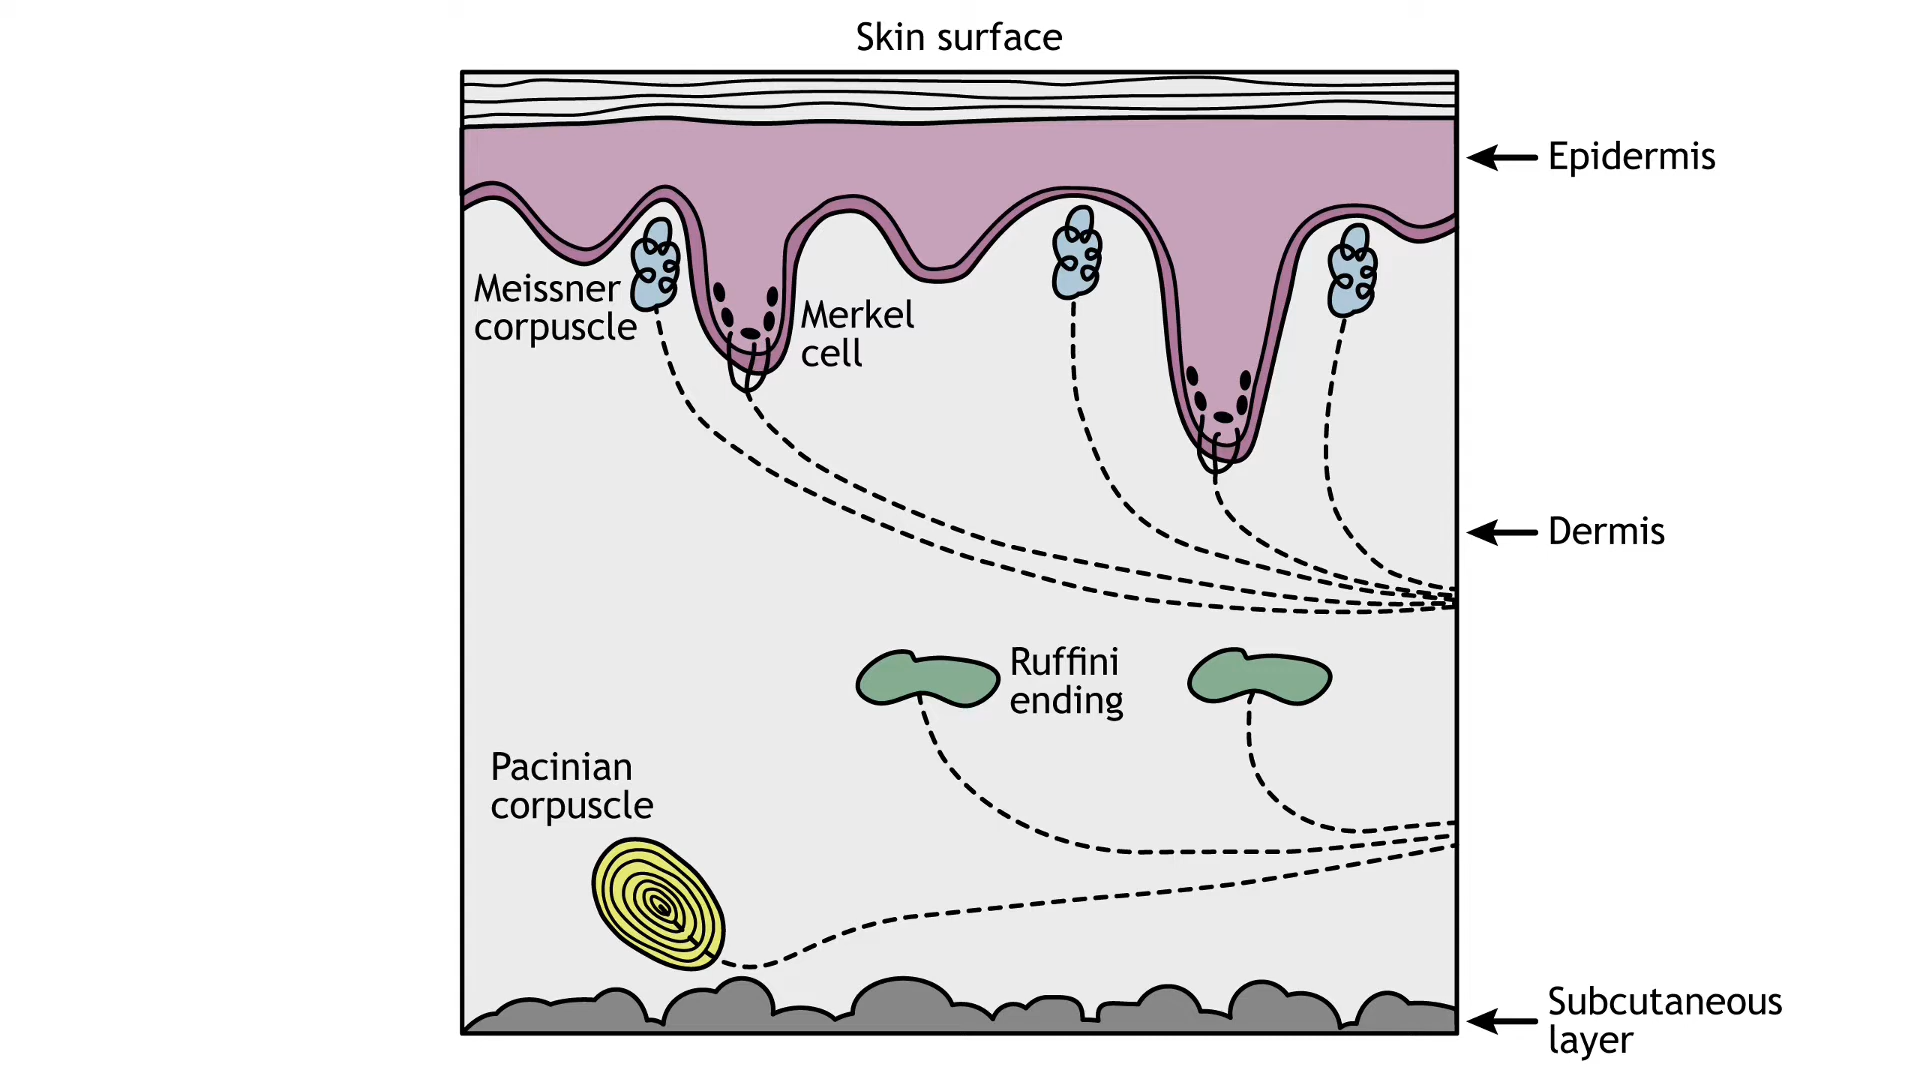 Skin surface
Epidermis
Meissner
corpuscle
Merkel
cell
Dermis
Ruffini
ending
Pacinian
corpuscle
Subcutaneous
layer